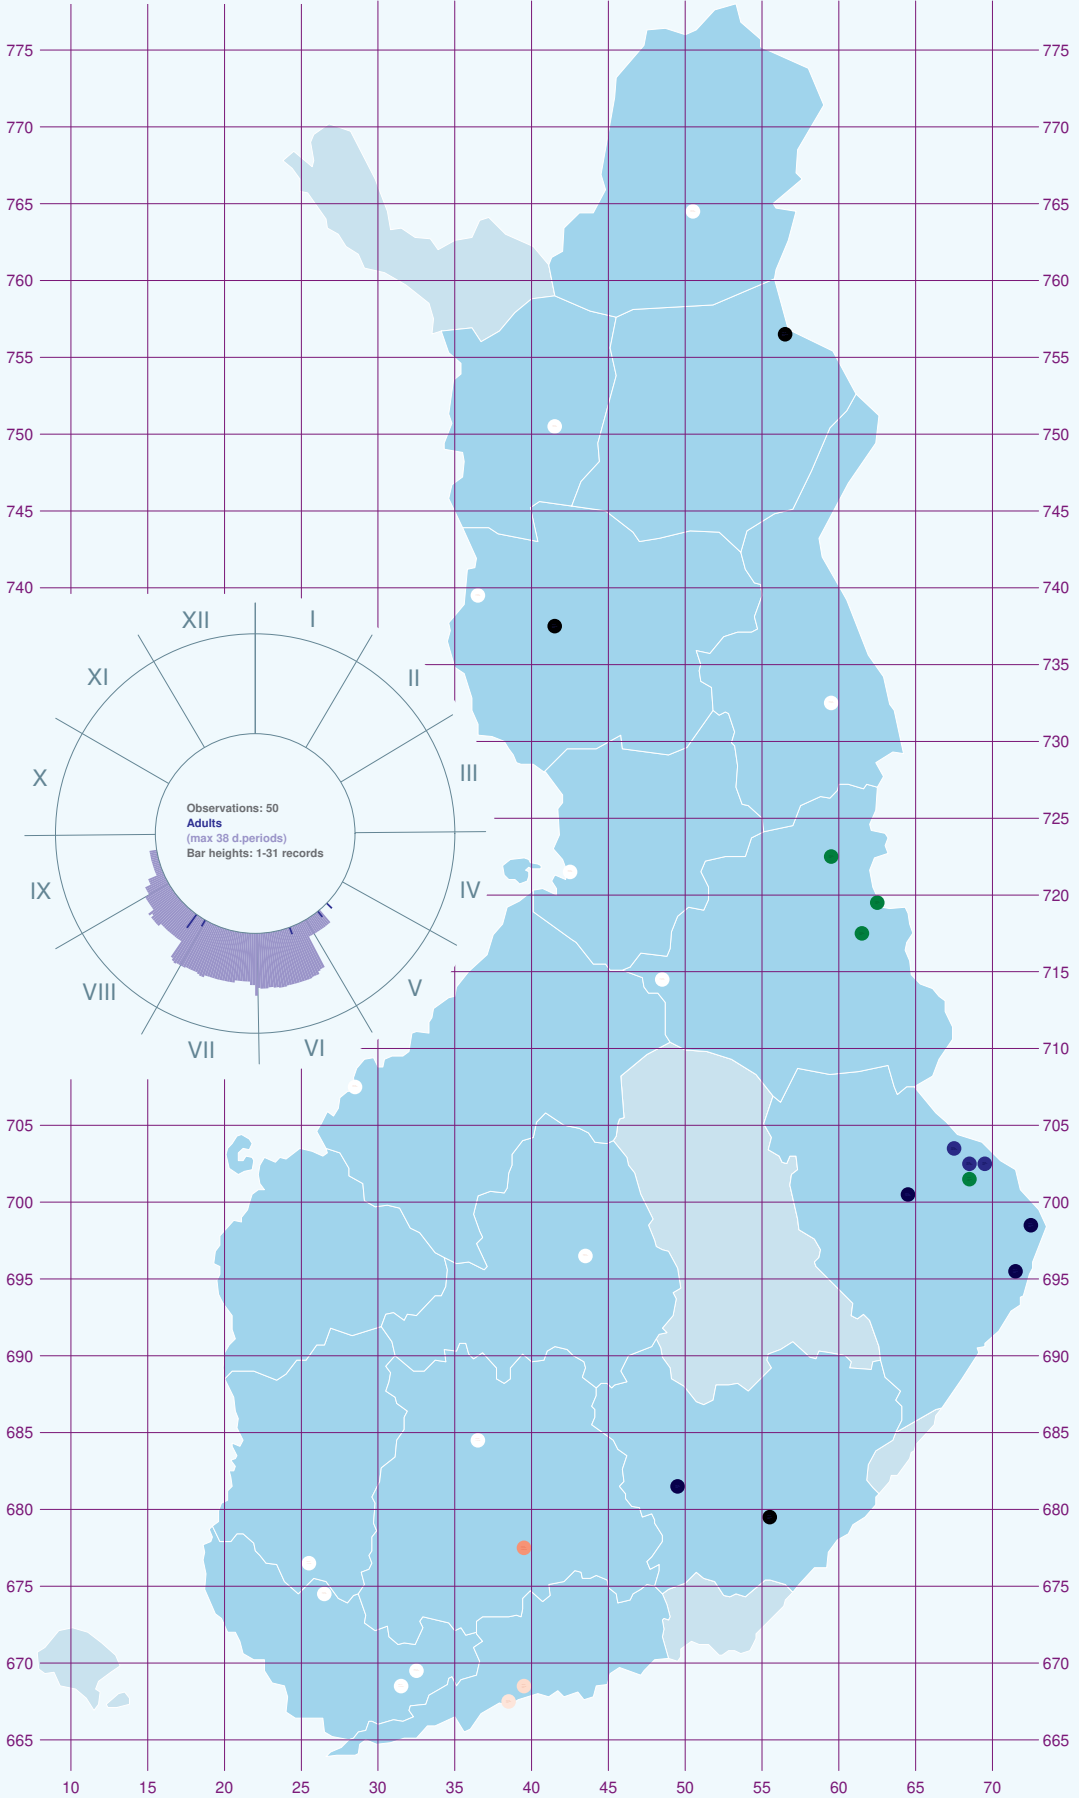 775 775
770 770
765 765
760 760
755 755
750 750
745 745
740 740
735
730
725
720
715
710
705 705
700 700
695 695
690 690
685 685
680 680
675 675
670 670
665 665
XII I
XI II
X III
IX IV
VIII V
VII VI
Observations: 50
Adults
(max 38 d.periods)
Bar heights: 1-31 records
10 15 20 25 30 35 40 45 50 55 60 65 70